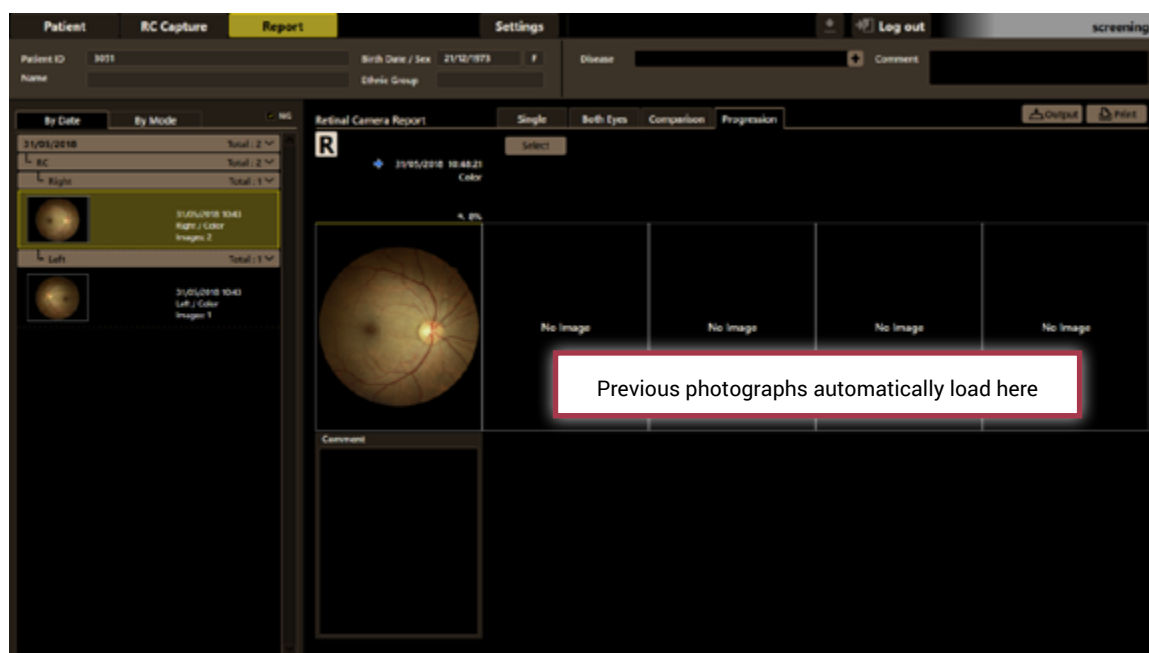 Patient RC Capture Report Settings Log out screening
Patient ID 3051 Birth Date / Sex 21/12/1973 F Disease + Comment
Name Ethnic Group
By Date By Mode NG Retinal Camera Report Single Both Eyes Comparison Progression Output Print
31/05/2018 Total : 2
R Select
RC Total : 2
31/05/2018 10:48:21
Right Total : 1
Color
31/05/2018 10:43
Right / Color
Images: 2
Left Total : 1
31/05/2018 10:43
Left / Color
Images: 1
No Image No Image No Image No Image
Previous photographs automatically load here
Comment